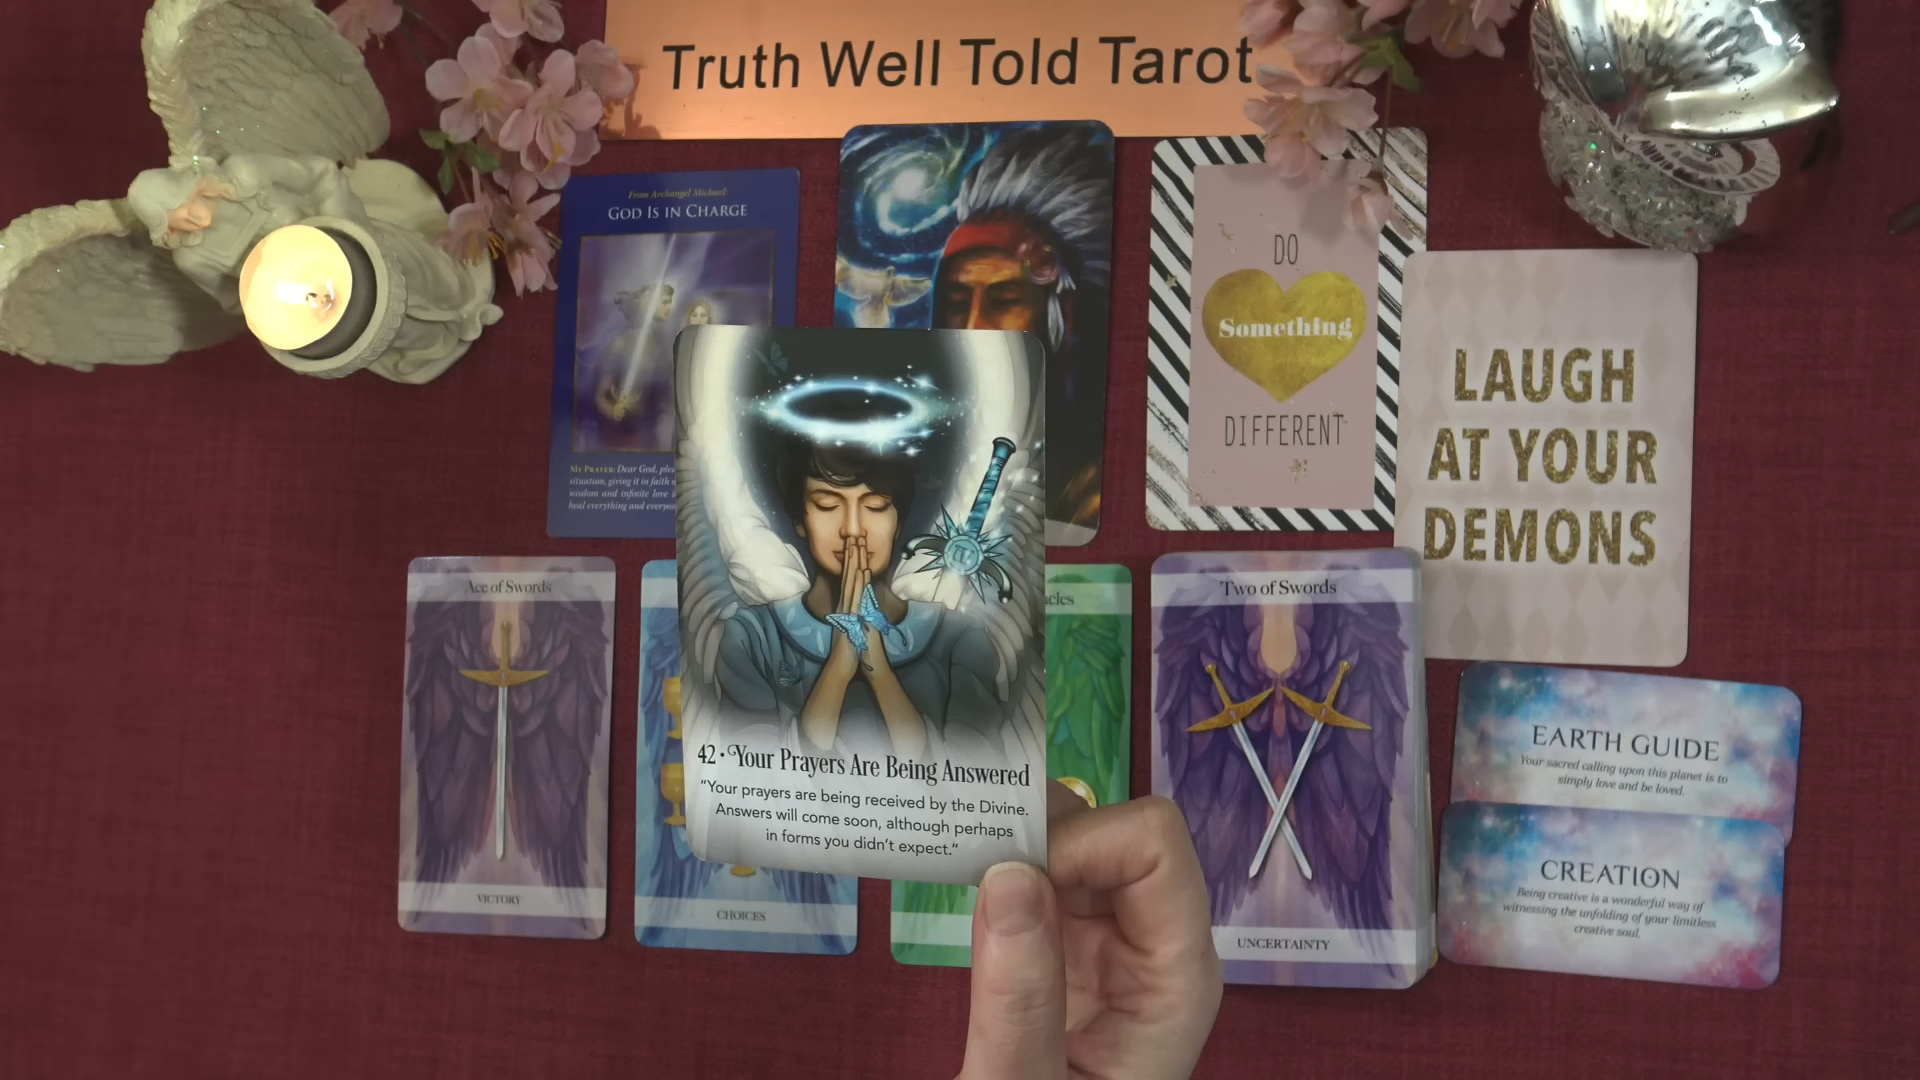 Truth Well Told Tarot
From Archangel Michael:
GOD IS IN CHARGE
MY PRAYER: Dear God,
situation, giving it in faith
wisdom and infinite love
heal everything and
DO
Something
DIFFERENT
LAUGH
AT YOUR
DEMONS
42 • Your Prayers Are Being Answered
"Your prayers are being received by the Divine.
Answers will come soon, although perhaps
in forms you didn't expect."
Ace of Swords
VICTORY
CHOICES
Two of Swords
UNCERTAINTY
EARTH GUIDE
Your sacred calling upon this planet is to
simply love and be loved.
CREATION
Being creative is a wonderful way of
witnessing the unfolding of your limitless
creative soul.